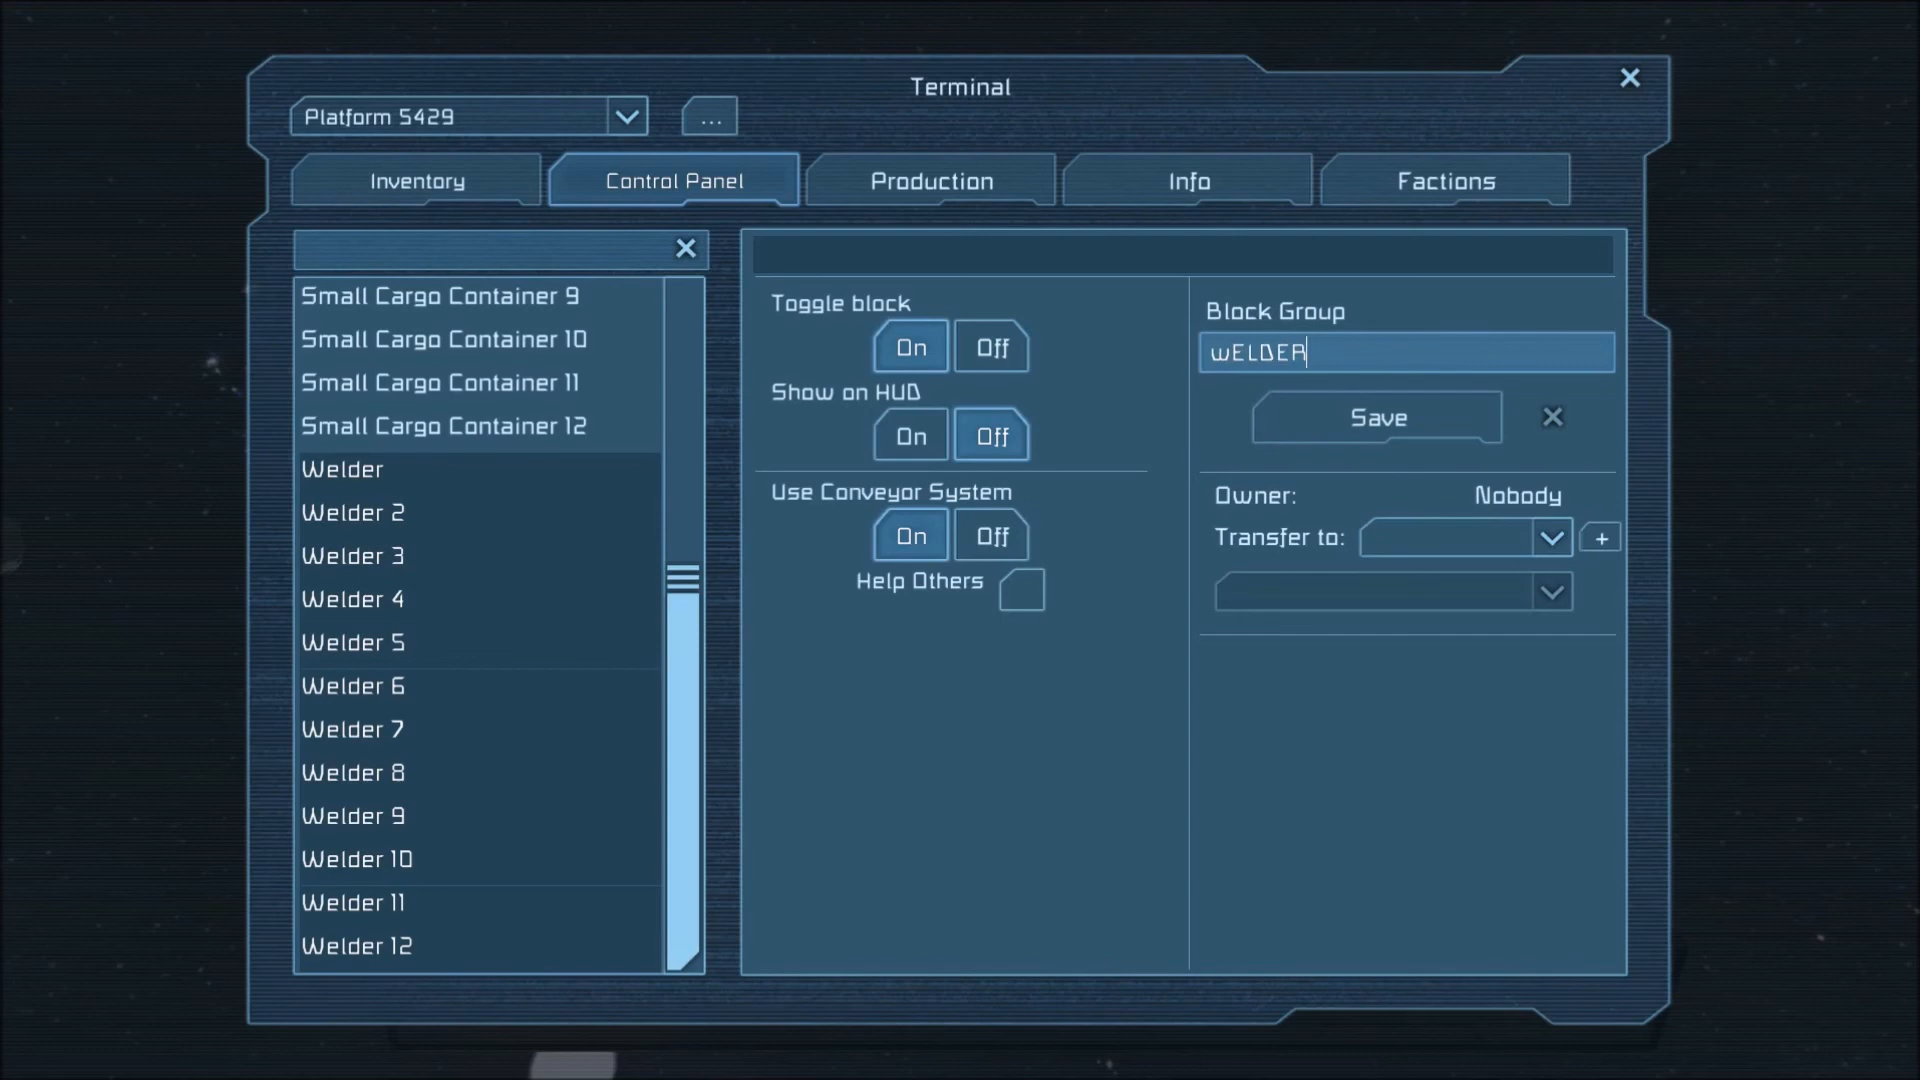 Terminal
Platform 5429
...
Inventory
Control Panel
Production
Info
Factions
Small Cargo Container 9
Small Cargo Container 10
Small Cargo Container 11
Small Cargo Container 12
Welder
Welder 2
Welder 3
Welder 4
Welder 5
Welder 6
Welder 7
Welder 8
Welder 9
Welder 10
Welder 11
Welder 12
Toggle block
On Off
Show on HUD
On Off
Use Conveyor System
On Off
Help Others
Block Group
wELDER
Save
Owner: Nobody
Transfer to:
+